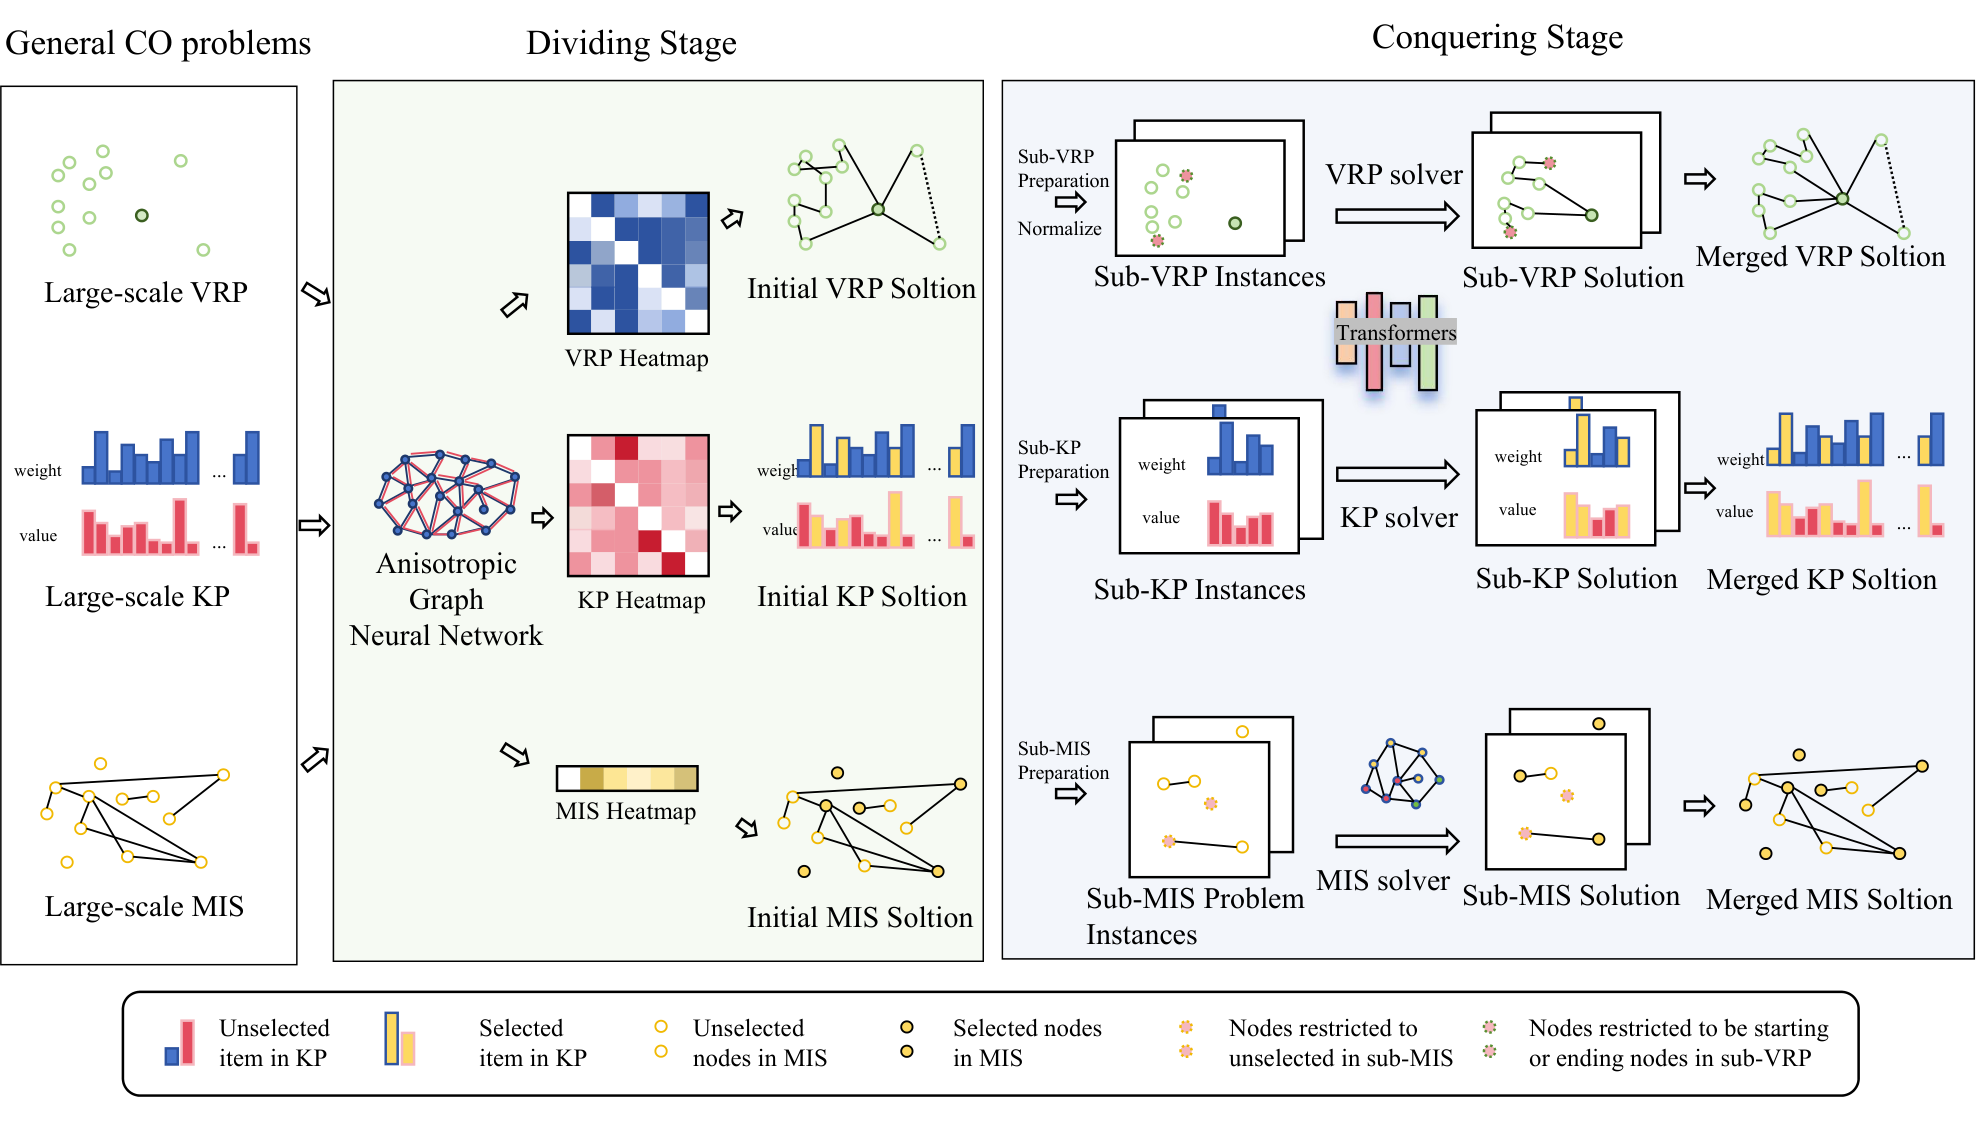 General CO problems
Dividing Stage
Conquering Stage
Large-scale VRP
weight
...
value
...
Large-scale KP
Large-scale MIS
Anisotropic
Graph
Neural Network
VRP Heatmap
Initial VRP Soltion
KP Heatmap
weight
...
value
...
Initial KP Soltion
MIS Heatmap
Initial MIS Soltion
Sub-VRP
Preparation
Normalize
Sub-VRP Instances
VRP solver
Sub-VRP Solution
Merged VRP Soltion
Transformers
Sub-KP
Preparation
weight
value
Sub-KP Instances
KP solver
weight
value
Sub-KP Solution
weight
...
value
...
Merged KP Soltion
Sub-MIS
Preparation
Sub-MIS Problem
Instances
MIS solver
Sub-MIS Solution
Merged MIS Soltion
Unselected
item in KP
Selected
item in KP
Unselected
nodes in MIS
Selected nodes
in MIS
Nodes restricted to
unselected in sub-MIS
Nodes restricted to be starting
or ending nodes in sub-VRP